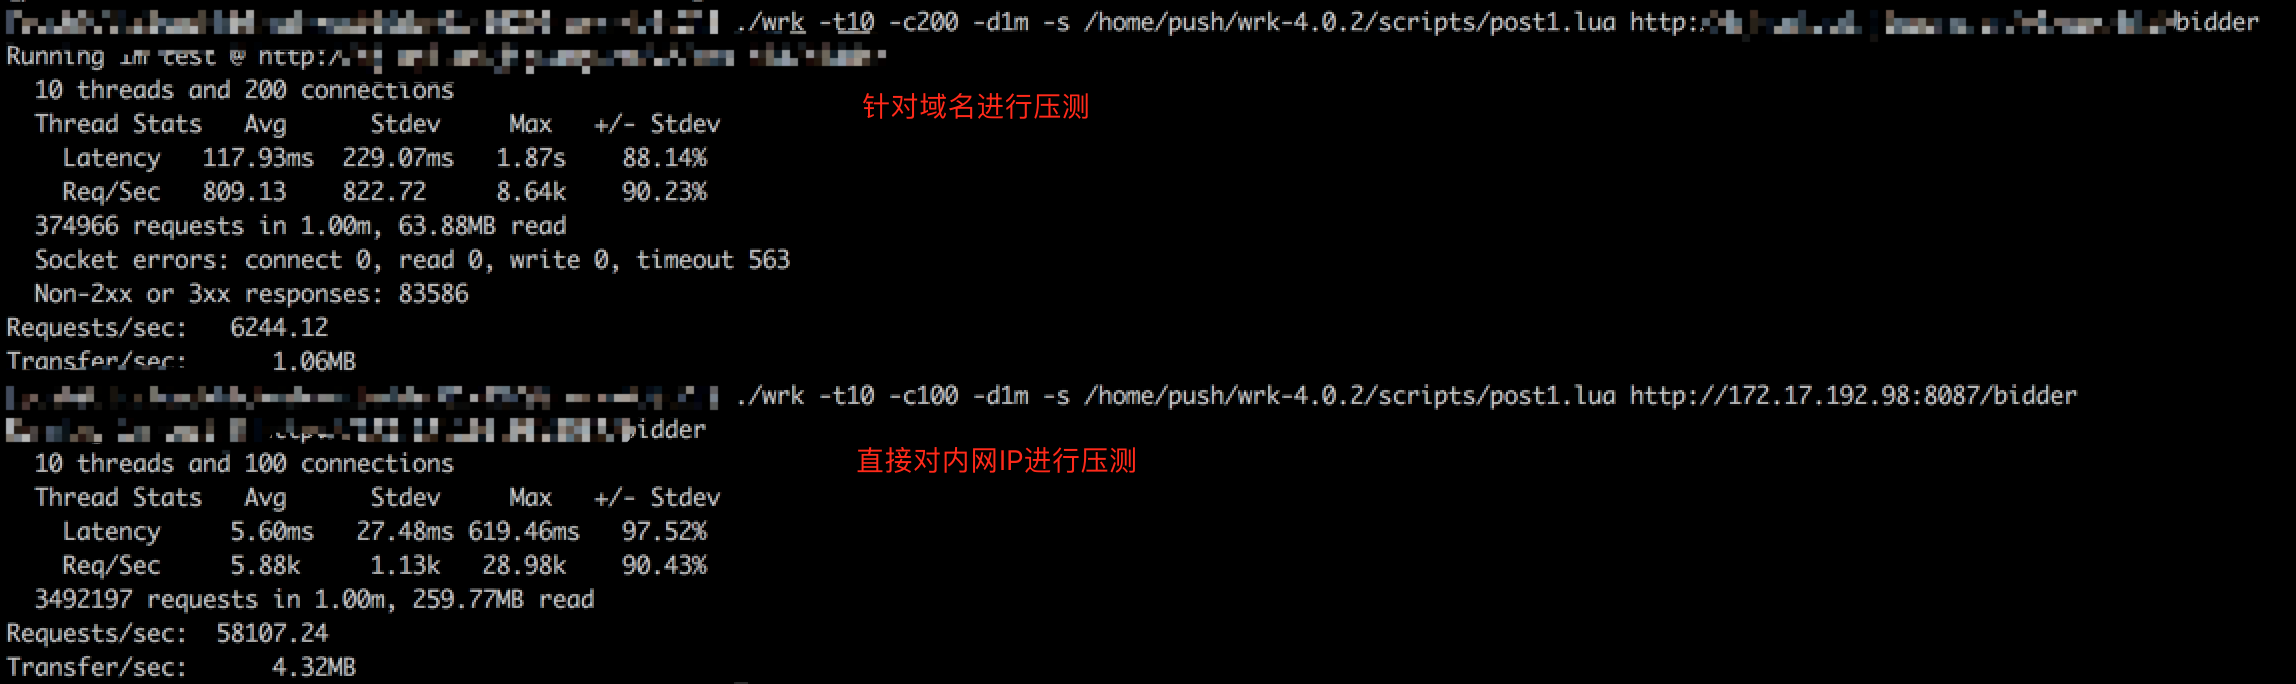 ./wrk -t10 -c200 -d1m -s /home/push/wrk-4.0.2/scripts/post1.lua http: bidder
Running 1m test @ http:/
10 threads and 200 connections
针对域名进行压测
Thread Stats Avg Stdev Max +/- Stdev
Latency 117.93ms 229.07ms 1.87s 88.14%
Req/Sec 809.13 822.72 8.64k 90.23%
374966 requests in 1.00m, 63.88MB read
Socket errors: connect 0, read 0, write 0, timeout 563
Non-2xx or 3xx responses: 83586
Requests/sec: 6244.12
Transfer/sec: 1.06MB
./wrk -t10 -c100 -d1m -s /home/push/wrk-4.0.2/scripts/post1.lua http://172.17.192.98:8087/bidder
bidder
10 threads and 100 connections
直接对内网IP进行压测
Thread Stats Avg Stdev Max +/- Stdev
Latency 5.60ms 27.48ms 619.46ms 97.52%
Req/Sec 5.88k 1.13k 28.98k 90.43%
3492197 requests in 1.00m, 259.77MB read
Requests/sec: 58107.24
Transfer/sec: 4.32MB